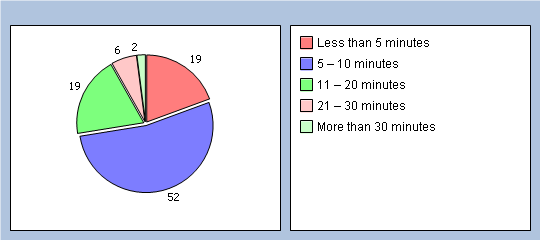 6
2
19
19
52
Less than 5 minutes
5 – 10 minutes
11 – 20 minutes
21 – 30 minutes
More than 30 minutes